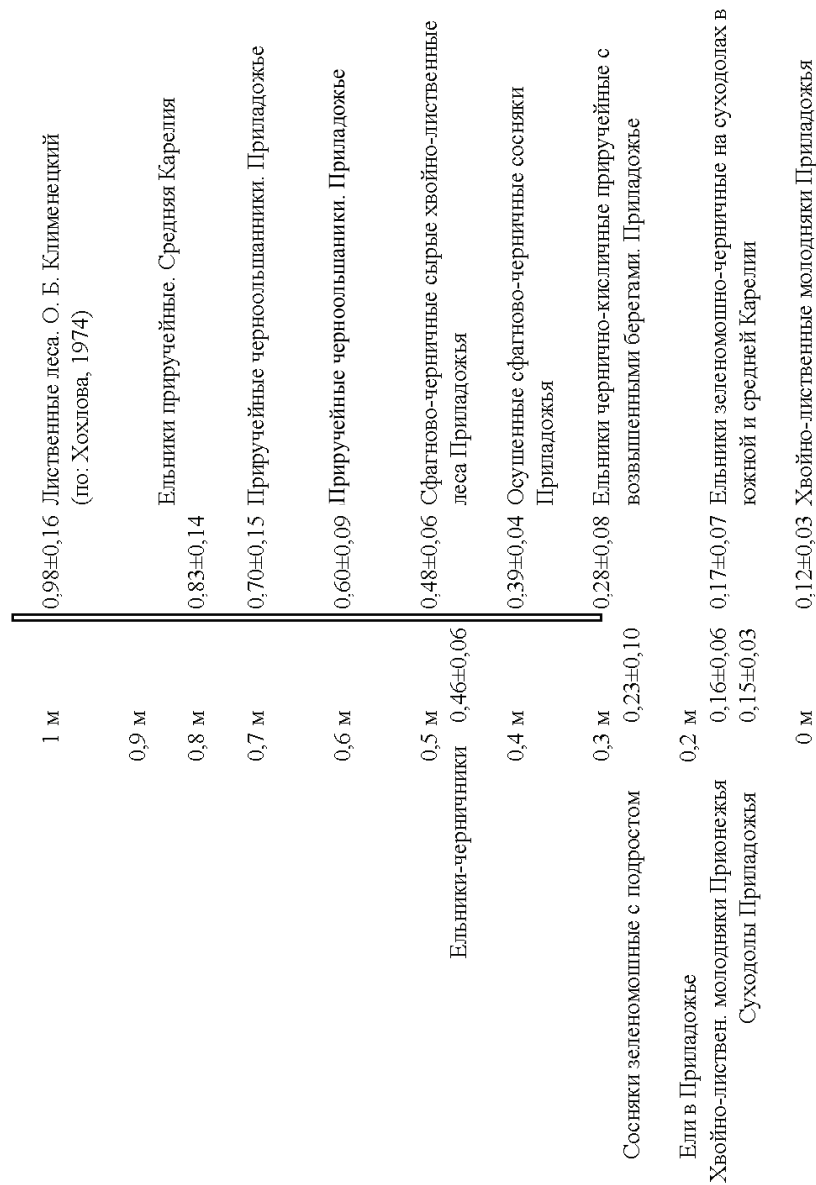 1 м 0,98±0,16 Лиственные леса. О. Б. Клименецкий
(по: Хохлова, 1974)
0,9 м
Ельники приручейные. Средняя Карелия
0,8 м 0,83±0,14
0,7 м 0,70±0,15 Приручейные черноольшанники. Приладожье
0,6 м 0,60±0,09 Приручейные черноольшаники. Приладожье
0,5 м 0,48±0,06 Сфагново-черничные сырые хвойно-лиственные
Ельники-черничники 0,46±0,06 леса Приладожья
0,4 м 0,39±0,04 Осушенные сфагново-черничные сосняки
Приладожья
0,3 м 0,28±0,08 Ельники чернично-кисличные приручейные с
Сосняки зеленомошные с подростом 0,23±0,10 возвышенными берегами. Приладожье
Ели в Приладожье 0,2 м
Хвойно-листвен. молодняки Прионежья 0,16±0,06 0,17±0,07 Ельники зеленомошно-черничные на суходолах в
Суходолы Приладожья 0,15±0,03 южной и средней Карелии
0 м 0,12±0,03 Хвойно-лиственные молодняки Приладожья